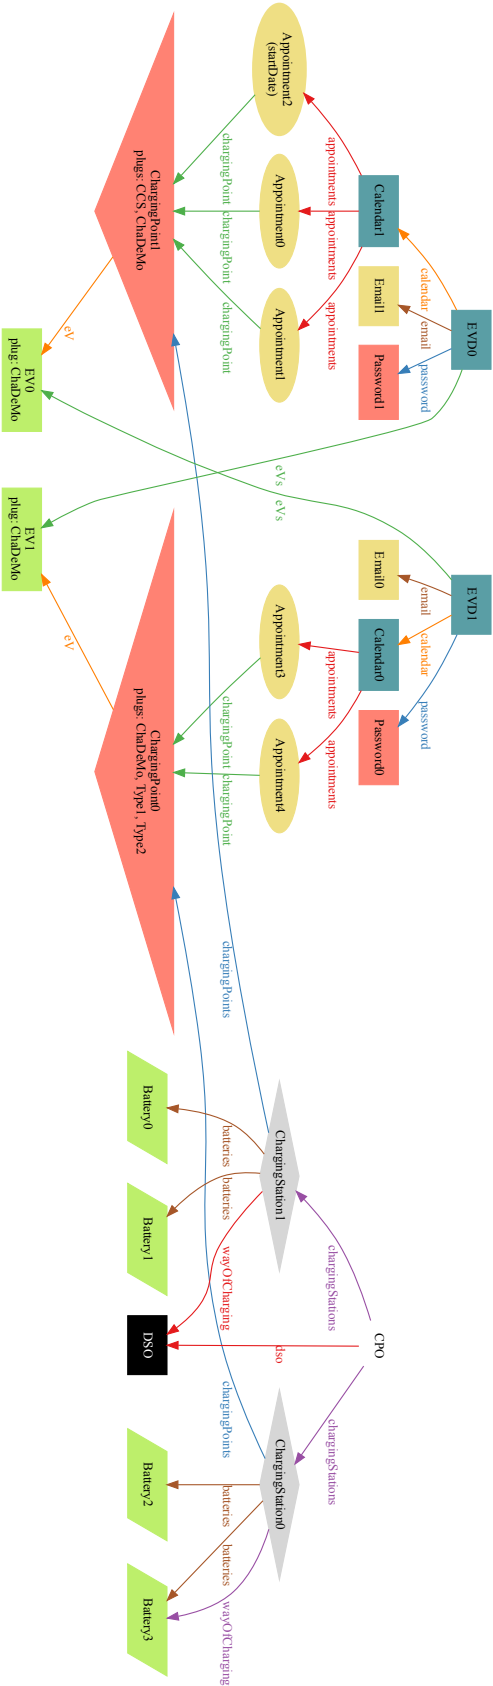 EVD0
EVD1
CPO
calendar
email
password
email
calendar
password
chargingStations
dso
chargingStations
Calendar1
Email1
Password1
Email0
Calendar0
Password0
appointments
appointments
appointments
eVs
eVs
appointments
appointments
Appointment2
(startDate)
Appointment0
Appointment1
Appointment3
Appointment4
ChargingStation1
ChargingStation0
chargingPoint
chargingPoint
chargingPoint
chargingPoint
chargingPoint
chargingPoints
batteries
batteries
wayOfCharging
chargingPoints
batteries
batteries
wayOfCharging
ChargingPoint1
plugs: CCS, ChaDeMo
ChargingPoint0
plugs: ChaDeMo, Type1, Type2
Battery0
Battery1
DSO
Battery2
Battery3
eV
eV
EV0
plug: ChaDeMo
EV1
plug: ChaDeMo